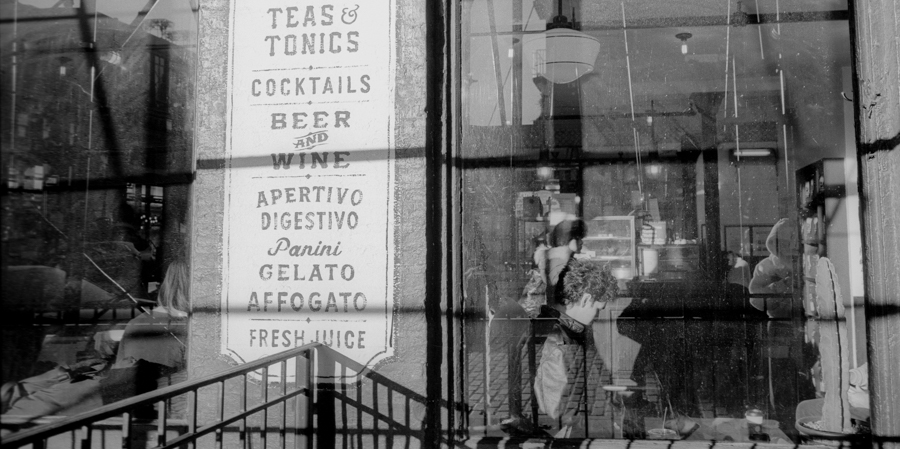 TEAS &
TONICS
COCKTAILS
BEER
AND
WINE
APERTIVO
DIGESTIVO
Panini
GELATO
AFFOGATO
FRESH JUICE